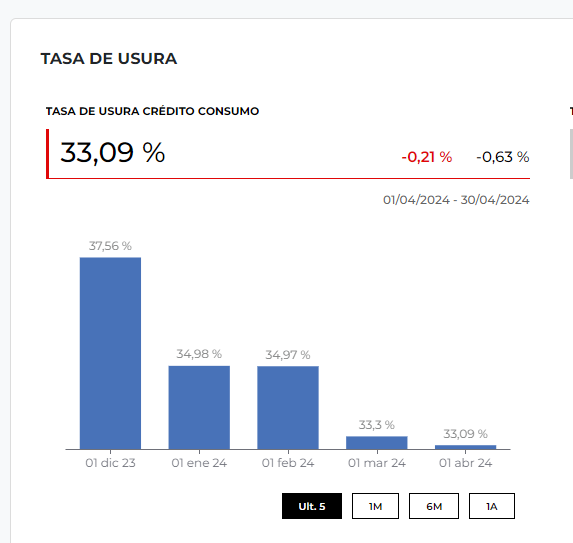 TASA DE USURA
TASA DE USURA CRÉDITO CONSUMO
33,09 % -0,21 % -0,63 %
01/04/2024 - 30/04/2024
37,56 %
34,98 % 34,97 %
33,3 %
33,09 %
01 dic 23 01 ene 24 01 feb 24 01 mar 24 01 abr 24
Ult. 5 1M 6M 1A